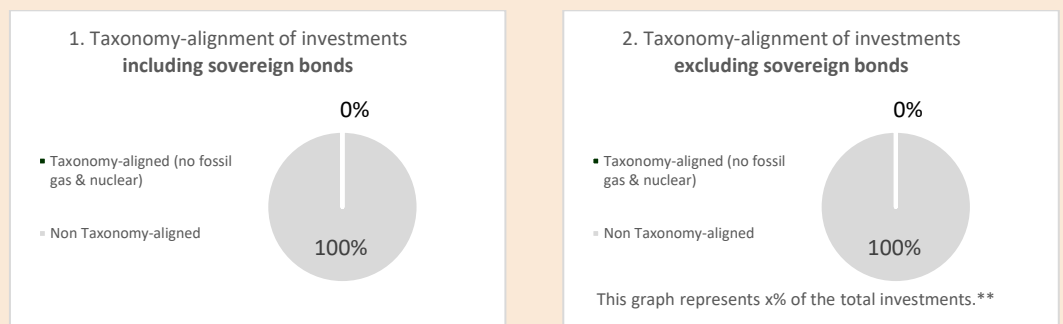 1. Taxonomy-alignment of investments
including sovereign bonds
0%
Taxonomy-aligned (no fossil
gas & nuclear)
Non Taxonomy-aligned
100%
2. Taxonomy-alignment of investments
excluding sovereign bonds
0%
Taxonomy-aligned (no fossil
gas & nuclear)
Non Taxonomy-aligned
100%
This graph represents x% of the total investments.**